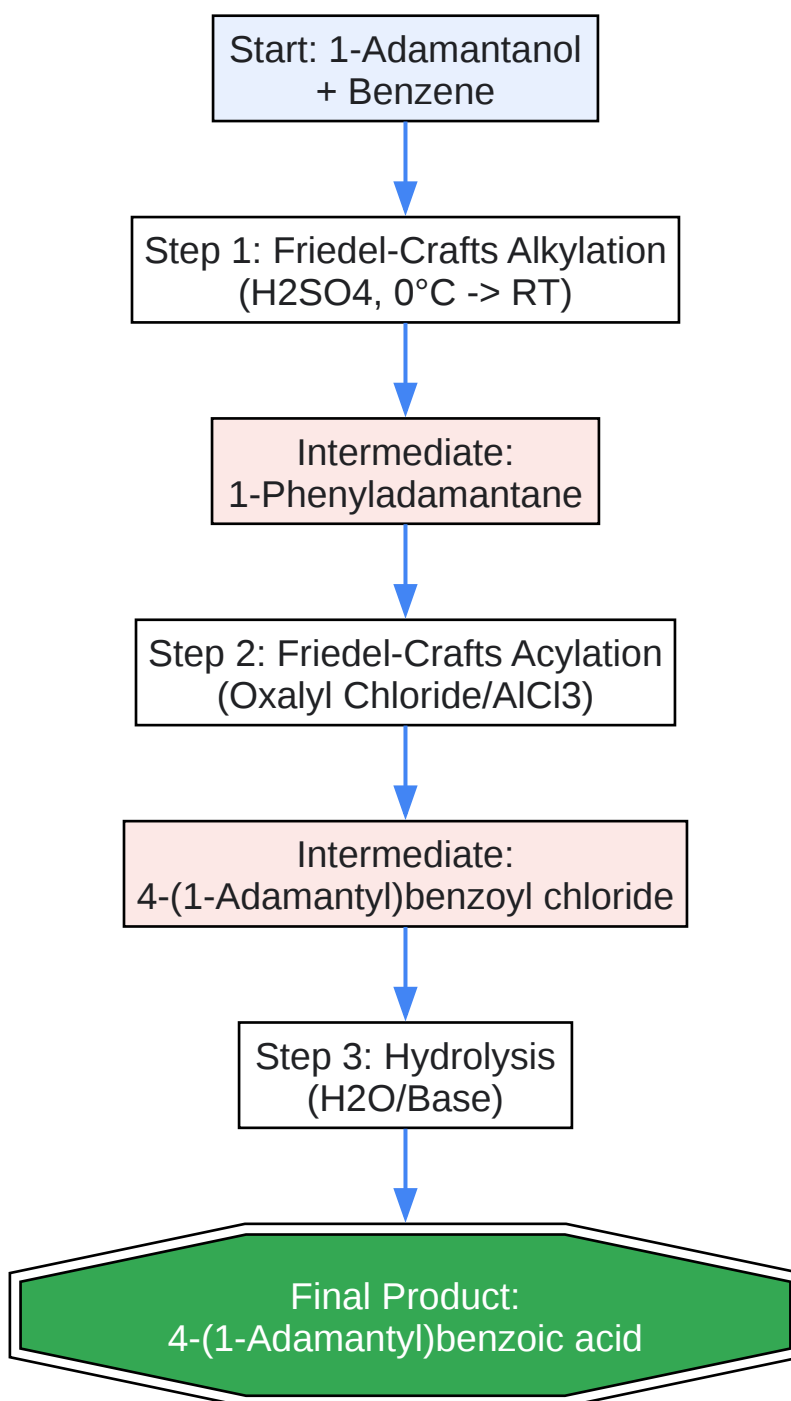 Start: 1-Adamantanol
+ Benzene
Step 1: Friedel-Crafts Alkylation
(H2SO4, 0°C -> RT)
Intermediate:
1-Phenyladamantane
Step 2: Friedel-Crafts Acylation
(Oxalyl Chloride/AlCl3)
Intermediate:
4-(1-Adamantyl)benzoyl chloride
Step 3: Hydrolysis
(H2O/Base)
Final Product:
4-(1-Adamantyl)benzoic acid